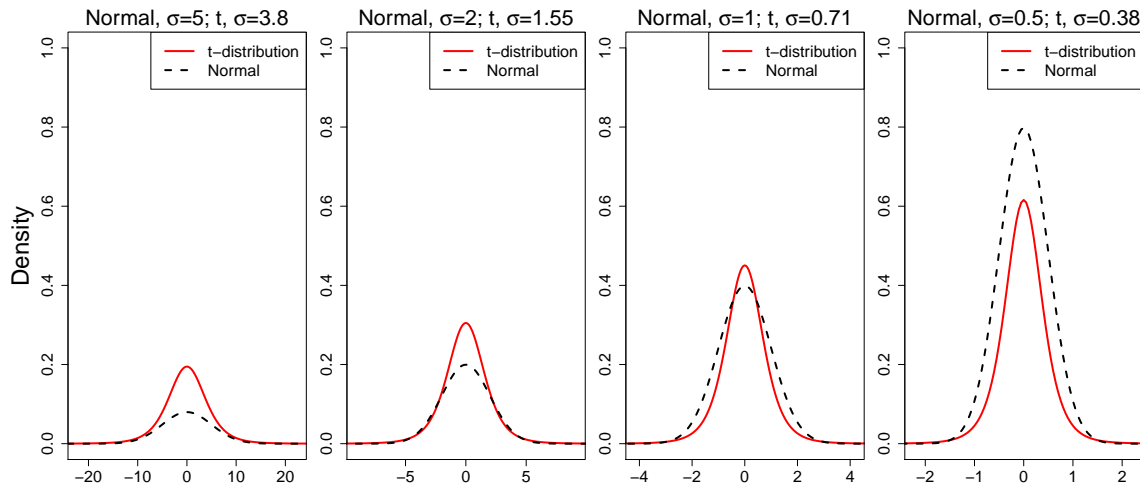 Normal, σ=5; t, σ=3.8
Normal, σ=2; t, σ=1.55
Normal, σ=1; t, σ=0.71
Normal, σ=0.5; t, σ=0.38
Density
1.0
0.8
0.6
0.4
0.2
0.0
t−distribution
Normal
−20 −10 0 10 20
1.0
0.8
0.6
0.4
0.2
0.0
t−distribution
Normal
−5 0 5
1.0
0.8
0.6
0.4
0.2
0.0
t−distribution
Normal
−4 −2 0 2 4
1.0
0.8
0.6
0.4
0.2
0.0
t−distribution
Normal
−2 −1 0 1 2